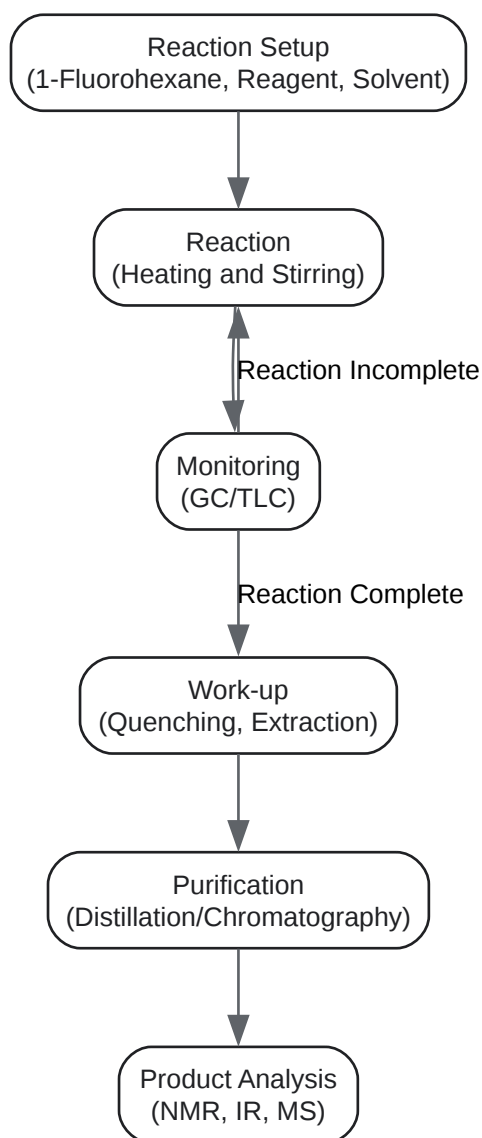 Reaction Setup
(1-Fluorohexane, Reagent, Solvent)
Reaction
(Heating and Stirring)
Reaction Incomplete
Monitoring
(GC/TLC)
Reaction Complete
Work-up
(Quenching, Extraction)
Purification
(Distillation/Chromatography)
Product Analysis
(NMR, IR, MS)